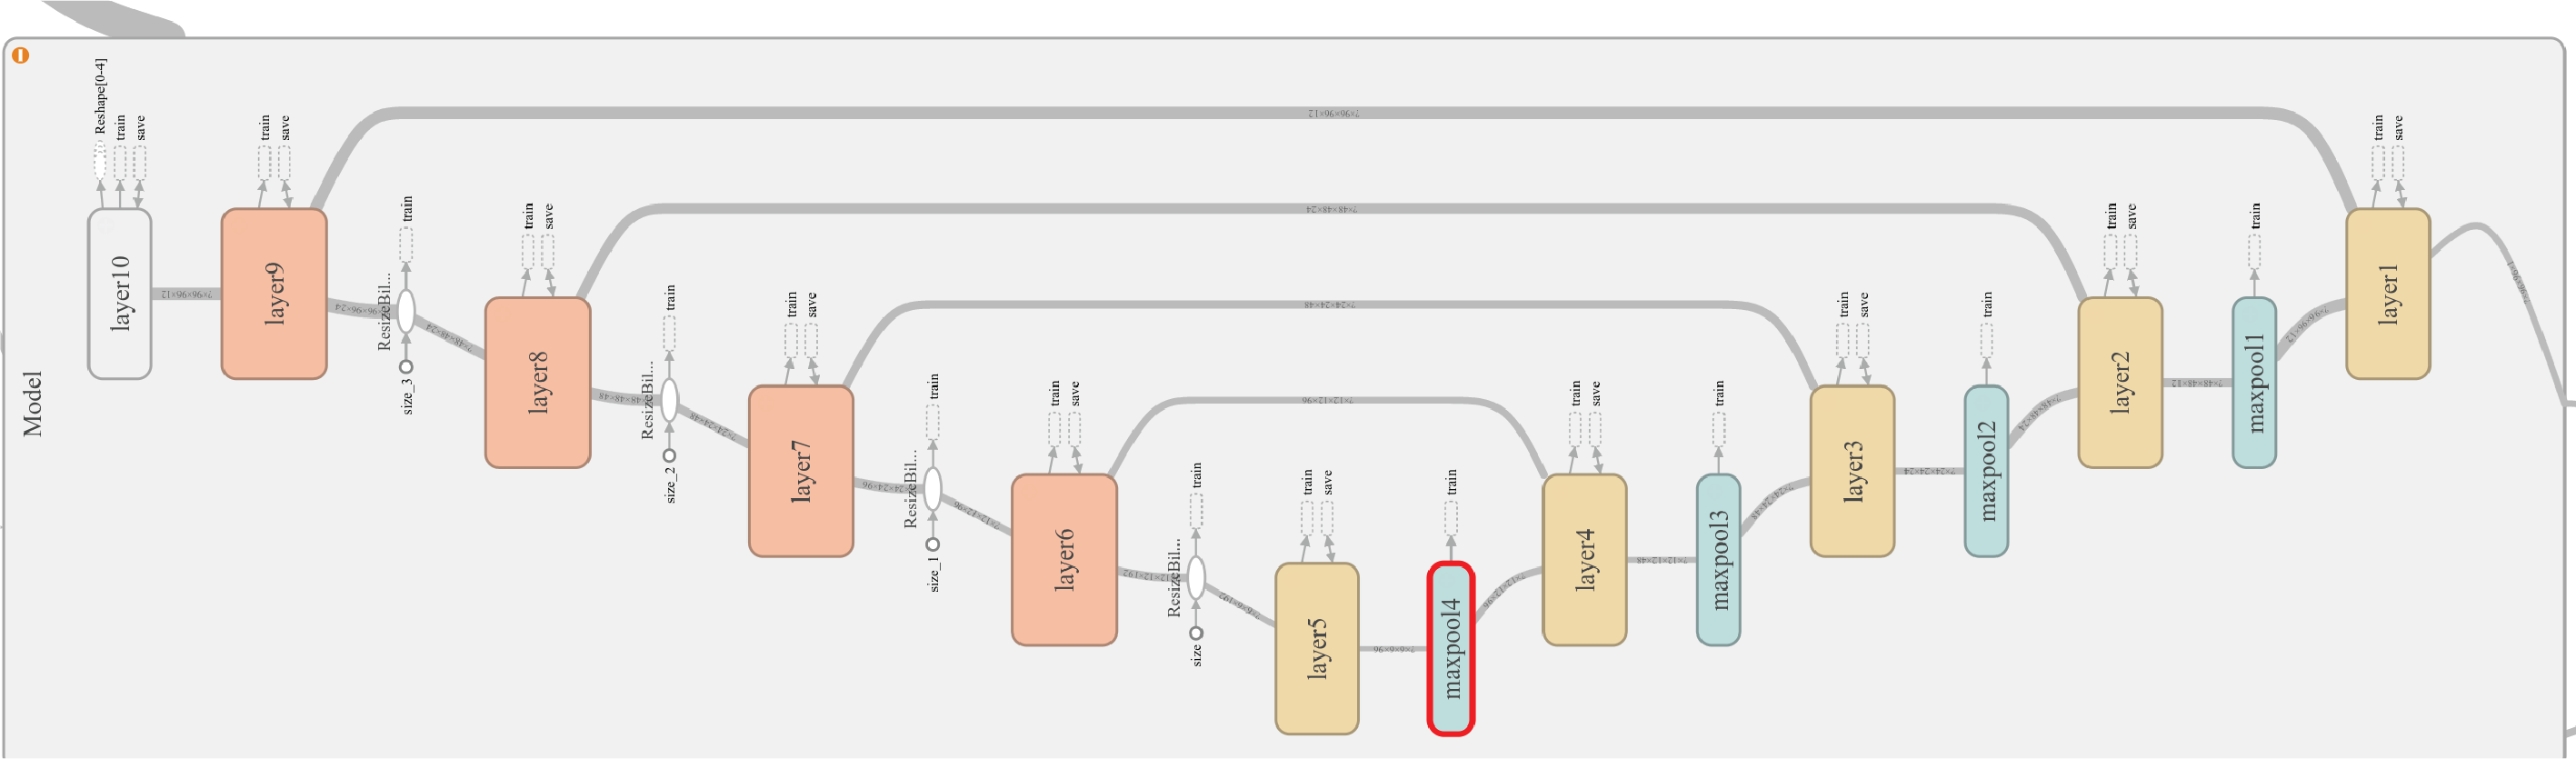 Model
Reshape[0-4]
train
save
layer10
?×96×96×12
train
save
layer9
?×96×96×12
train
ResizeBil...
size_3
96×96×24
?×48×48×24
train
save
layer8
?×48×48×24
train
ResizeBil...
size_2
48×48×48
?×24×24×48
train
save
layer7
?×24×24×48
train
ResizeBil...
size_1
×24×24×96
?×12×12×96
train
save
layer6
?×12×12×96
train
ResizeBil...
size
12×12×192
?×6×6×192
train
save
layer5
?×6×6×96
train
maxpool4
?×12×12×96
train
save
layer4
?×12×12×48
train
maxpool3
?×24×24×48
train
save
layer3
?×24×24×24
train
maxpool2
?×48×48×24
train
save
layer2
?×48×48×12
train
maxpool1
?×96×96×12
train
save
layer1
?×96×96×1